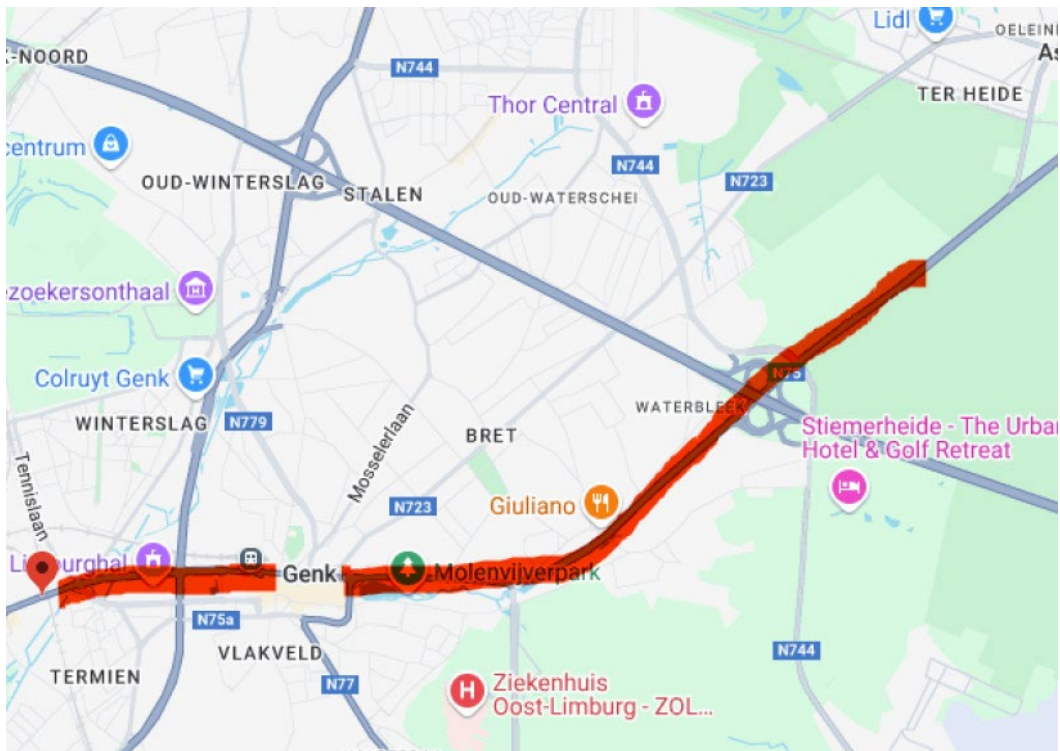 Lidl
OELEIN
K-NOORD
As
N744
TER HEIDE
Thor Central
centrum
N744
OUD-WINTERSLAG
STALEN
N723
OUD-WATERSCHEI
ezoekersonthaal
Colruyt Genk
N75
WATERBLEEK
WINTERSLAG
N779
Mosselerlaan
BRET
Stiemerheide - The Urban
Hotel & Golf Retreat
Tennislaan
N723
Giuliano
Limburghal
Genk
Molenvijverpark
N75a
VLAKVELD
N744
TERMIEN
N77
H
Ziekenhuis
Oost-Limburg - ZOL...